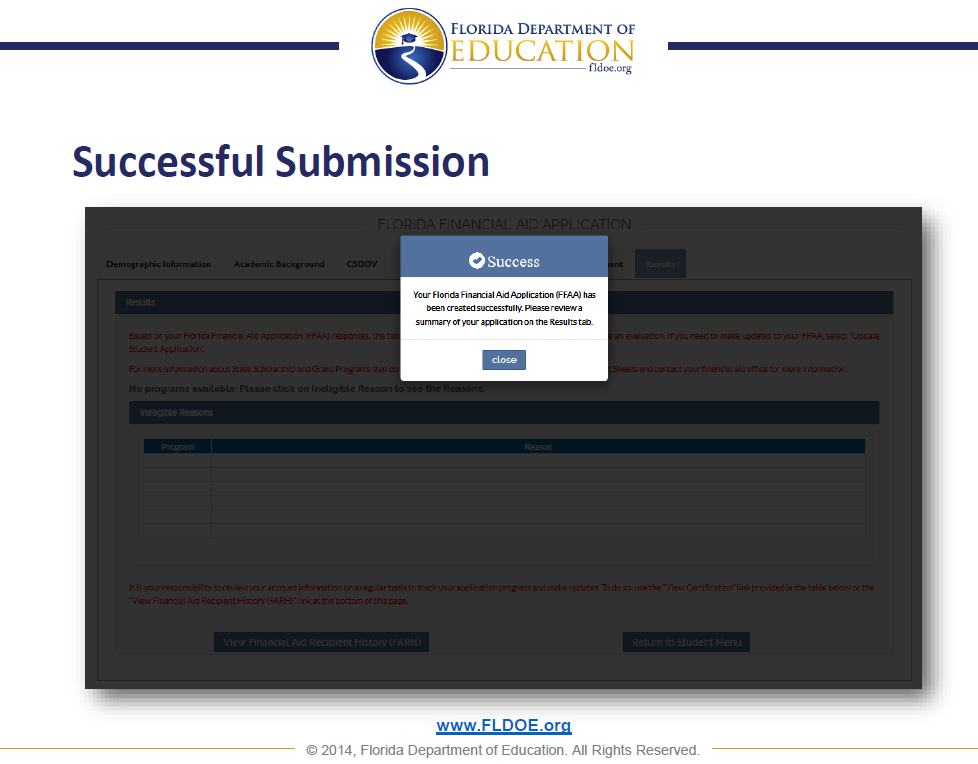 FLORIDA DEPARTMENT OF
EDUCATION
fldoe.org
Successful Submission
FLORIDA FINANCIAL AID APPLICATION
Demographic Information Academic Background CSDDV ent Results
Success
Your Florida Financial Aid Application (FFAA) has
been created successfully. Please review a
summary of your application on the Results tab.
close
Results
Based on your Florida Financial Aid Application (FFAA) responses, the tab an evaluation. If you need to make updates to your FFAA, select "Update
Student Application".
For more information about State Scholarship and Grant Programs that do t Sheets and contact your financial aid office for more information.
No programs available. Please click on Ineligible Reason to see the Reasons.
Ineligible Reasons
Program Reason
It is your responsibility to review your account information on a regular basis to track your application progress and make updates. To do so, use the "View Certification" link provided in the table below or the
"View Financial Aid Recipient History (FARH)" link at the bottom of this page.
View Financial Aid Recipient History (FARH) Return to Student Menu
www.FLDOE.org
© 2014, Florida Department of Education. All Rights Reserved.